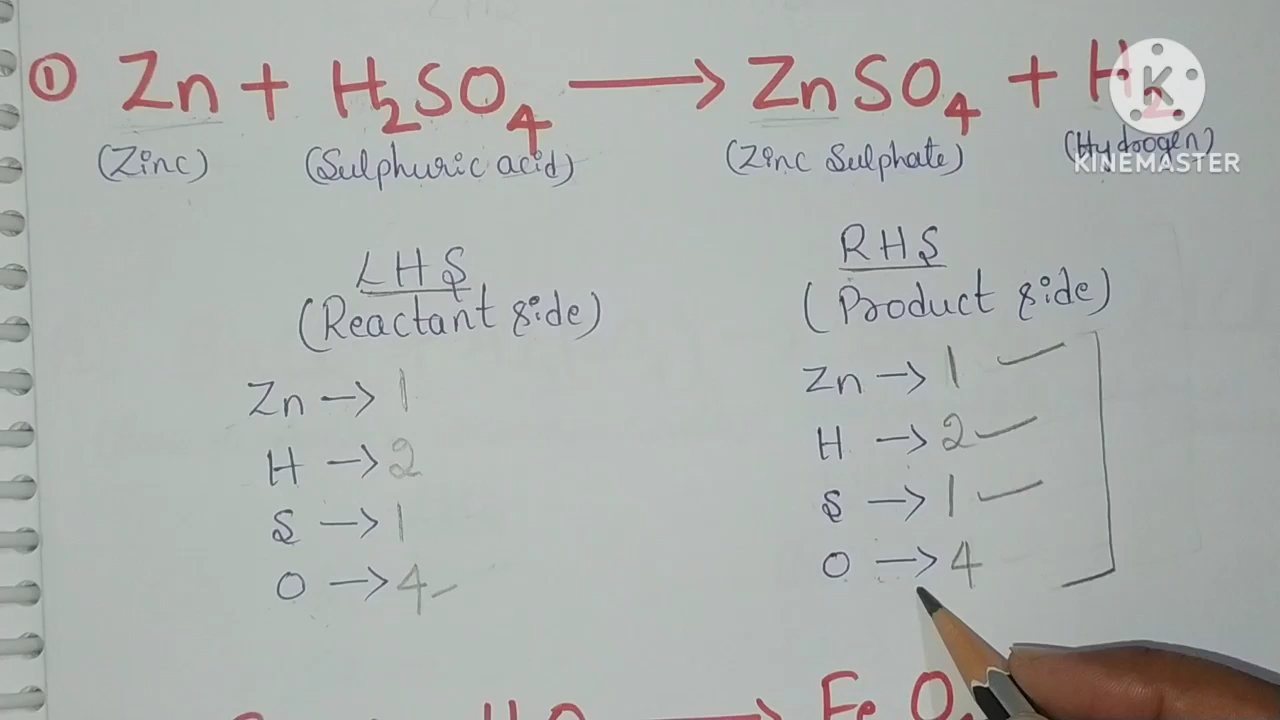 ① Zn + H₂SO₄ → ZnSO₄ + H₂
(Zinc) (Sulphuric acid) (Zinc Sulphate) (Hydrogen)
K
KINEMASTER
LHS RHS
(Reactant side) (Product side)
Zn → 1 Zn → 1 ✓
H → 2 H → 2 ✓
S → 1 S → 1 ✓
O → 4 O → 4
→ Fe O